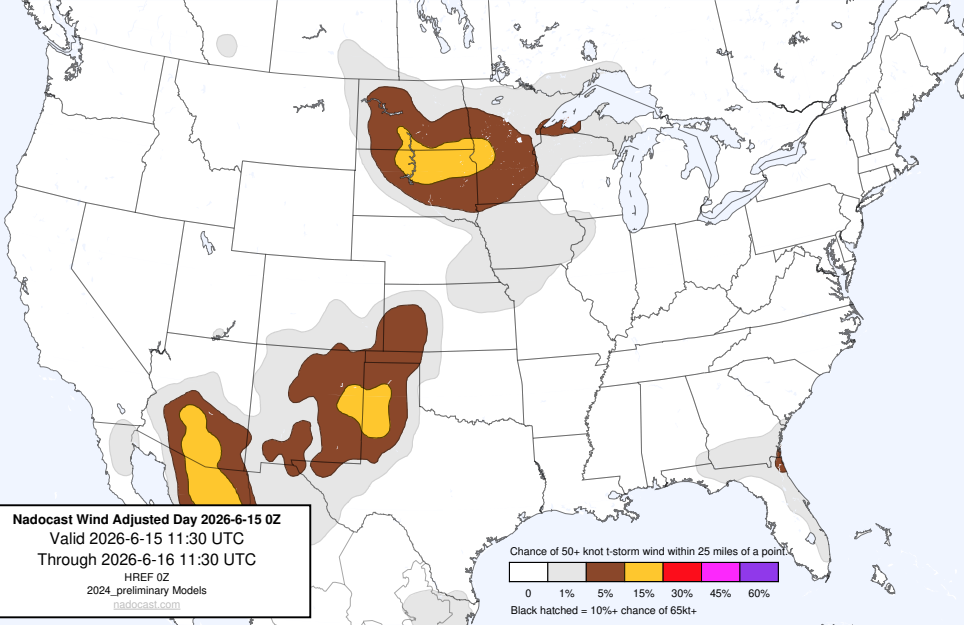 Nadocast Wind Adjusted Day 2026-6-15 0Z
Valid 2026-6-15 11:30 UTC
Through 2026-6-16 11:30 UTC
HREF 0Z
2024_preliminary Models
nadocast.com
Chance of 50+ knot t-storm wind within 25 miles of a point.
0 1% 5% 15% 30% 45% 60%
Black hatched = 10%+ chance of 65kt+